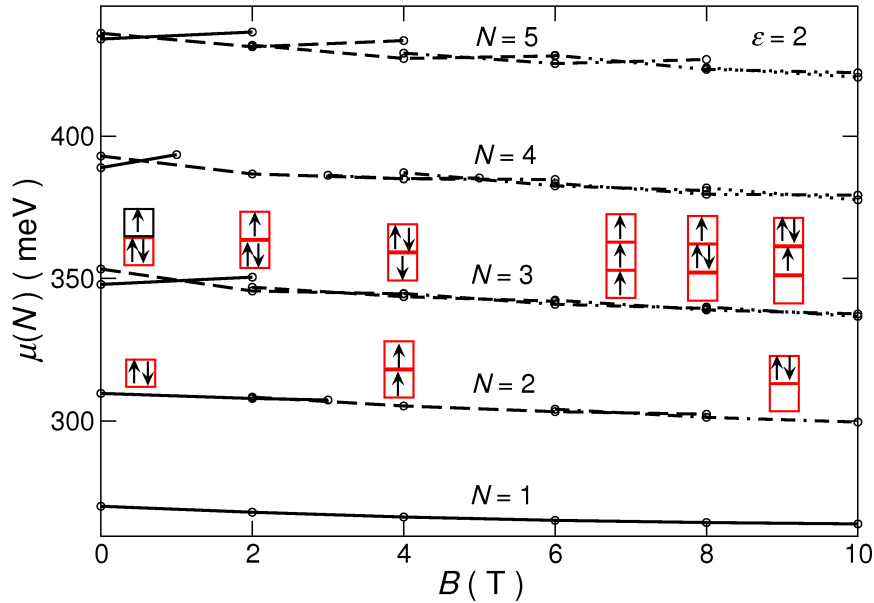 N = 5
ε = 2
400
N = 4
350
N = 3
300
N = 2
N = 1
0
2
4
6
8
10
μ(N) ( meV)
B ( T )